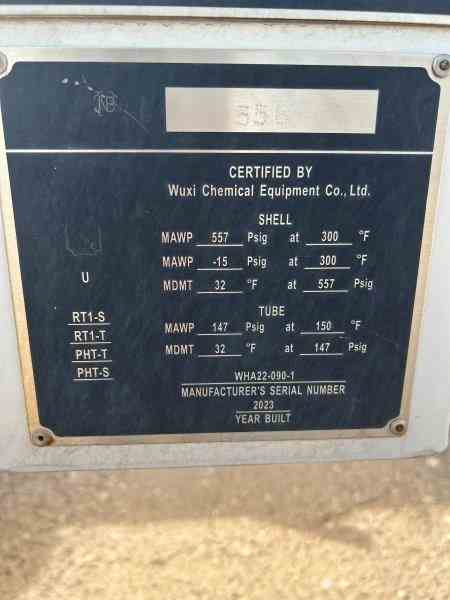 NB
CERTIFIED BY
Wuxi Chemical Equipment Co., Ltd.
SHELL
MAWP 557 Psig at 300 °F
MAWP -15 Psig at 300 °F
MDMT 32 °F at 557 Psig
U
TUBE
RT1-S
MAWP 147 Psig at 150 °F
RT1-T
MDMT 32 °F at 147 Psig
PHT-T
PHT-S
WHA22-090-1
MANUFACTURER'S SERIAL NUMBER
2023
YEAR BUILT